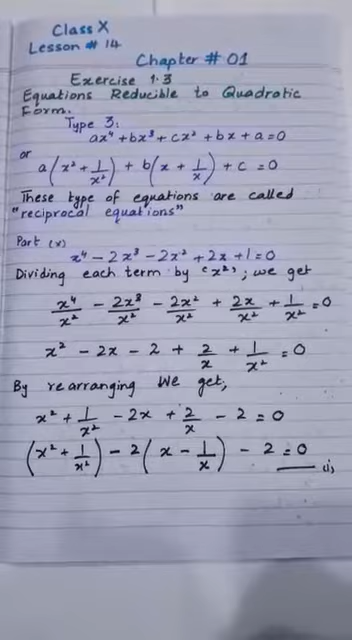 Class X
Lesson # 14
Chapter # 01
Exercise 1.3
Equations Reducible to Quadratic
Form.
Type 3:
ax⁴ + bx³ + cx² + bx + a = 0
or
a(x² + 1/x²) + b(x + 1/x) + c = 0
These type of equations are called
"reciprocal equations"
Part (x)
x⁴ - 2x³ - 2x² + 2x + 1 = 0
Dividing each term by "x²", we get
x⁴/x² - 2x³/x² - 2x²/x² + 2x/x² + 1/x² = 0
x² - 2x - 2 + 2/x + 1/x² = 0
By rearranging We get,
x² + 1/x² - 2x + 2/x - 2 = 0
(x² + 1/x²) - 2(x - 1/x) - 2 = 0 — (i)